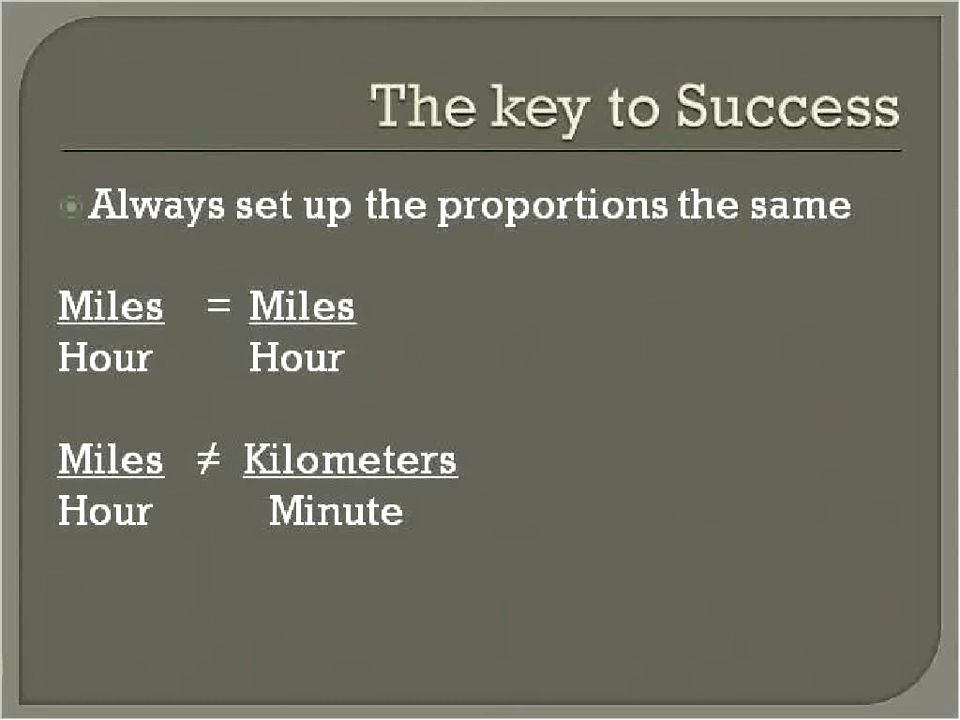 The key to Success
Always set up the proportions the same
Miles = Miles
Hour Hour
Miles ≠ Kilometers
Hour Minute